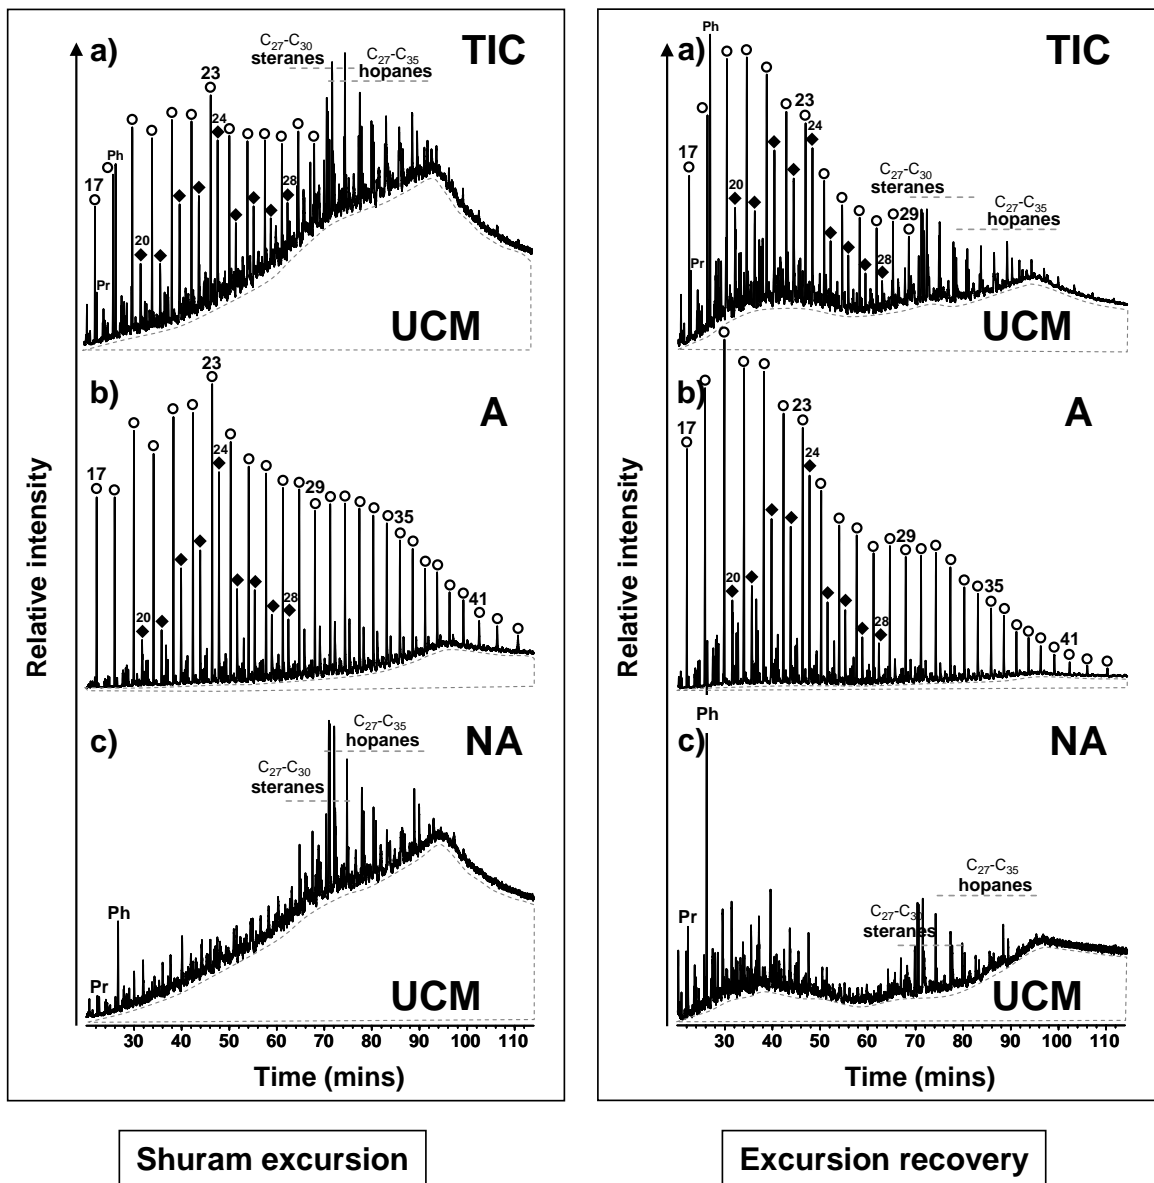 a)
TIC
C27-C30
steranes
C27-C35
hopanes
23
24
17
Ph
20
28
Pr
UCM
b)
A
23
24
17
29
35
20
28
41
Relative intensity
c)
NA
C27-C35
hopanes
C27-C30
steranes
Ph
Pr
UCM
30 40 50 60 70 80 90 100 110
Time (mins)
Shuram excursion
a)
TIC
Ph
23
24
17
20
C27-C30
steranes
C27-C35
hopanes
29
28
Pr
UCM
b)
A
17
23
24
29
20
35
28
41
Relative intensity
c)
NA
Ph
Pr
C27-C35
hopanes
C27-C30
steranes
UCM
30 40 50 60 70 80 90 100 110
Time (mins)
Excursion recovery